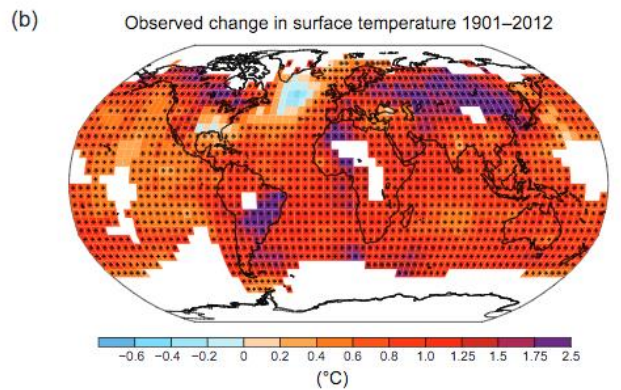 (b)
Observed change in surface temperature 1901–2012
−0.6 −0.4 −0.2 0 0.2 0.4 0.6 0.8 1.0 1.25 1.5 1.75 2.5
(°C)